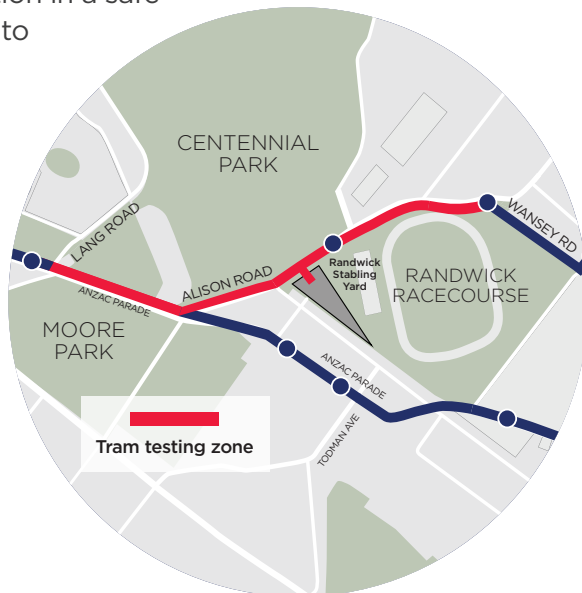 to
CENTENNIAL
PARK
LANG ROAD
WANSEY RD
ALISON ROAD
Randwick
Stabling
Yard
RANDWICK
RACECOURSE
ANZAC PARADE
MOORE
PARK
ANZAC PARADE
Tram testing zone
TODMAN AVE